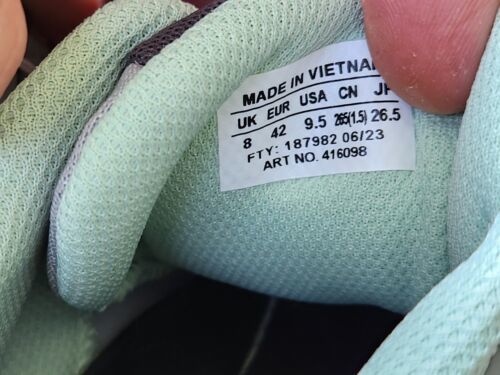 MADE IN VIETNAM
UK EUR USA CN JP
8 42 9.5 265(1.5) 26.5
FTY: 187982 06/23
ART NO. 416098